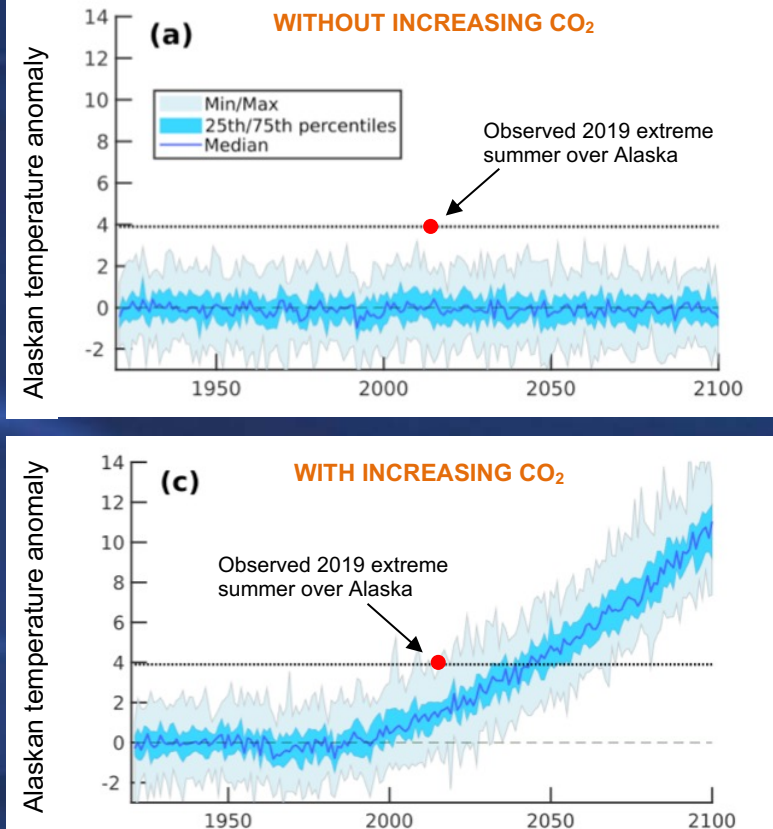 WITHOUT INCREASING CO₂
(a)
Alaskan temperature anomaly
14
12
10
8
6
4
2
0
-2
Min/Max
25th/75th percentiles
Median
Observed 2019 extreme
summer over Alaska
1950
2000
2050
2100
WITH INCREASING CO₂
(c)
Alaskan temperature anomaly
14
12
10
8
6
4
2
0
-2
Observed 2019 extreme
summer over Alaska
1950
2000
2050
2100